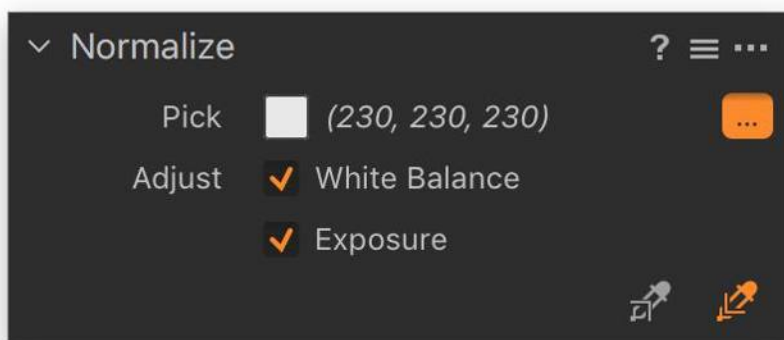 Normalize ? ...
Pick (230, 230, 230) ...
Adjust White Balance
Exposure